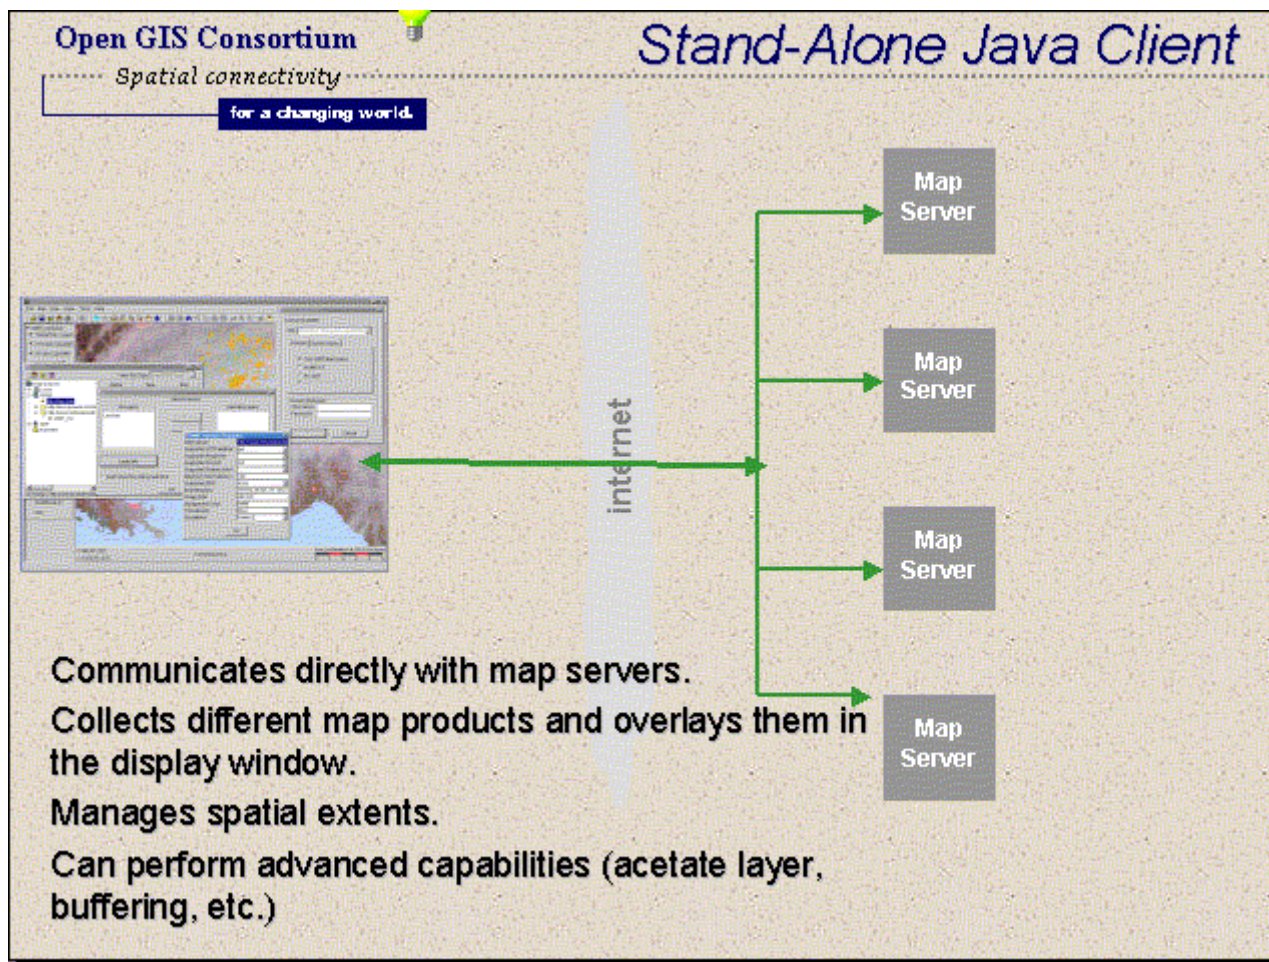 Open GIS Consortium
Stand-Alone Java Client
Spatial connectivity
for a changing world.
Map
Server
Map
Server
internet
Map
Server
Map
Server
Communicates directly with map servers.
Collects different map products and overlays them in
the display window.
Manages spatial extents.
Can perform advanced capabilities (acetate layer,
buffering, etc.)